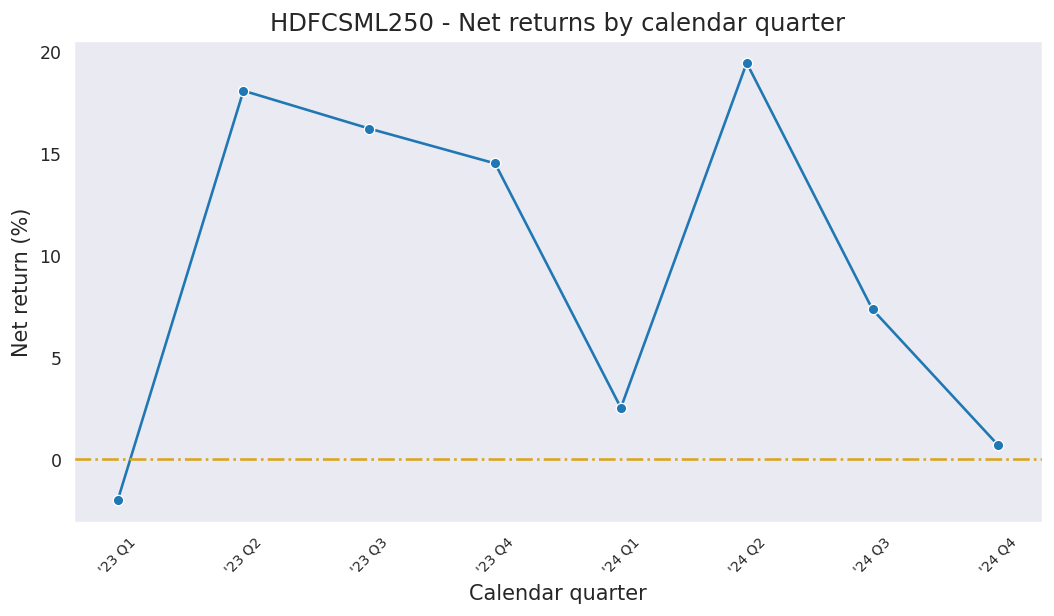 HDFCSML250 - Net returns by calendar quarter
Net return (%)
20
15
10
5
0
'23 Q1
'23 Q2
'23 Q3
'23 Q4
'24 Q1
'24 Q2
'24 Q3
'24 Q4
Calendar quarter